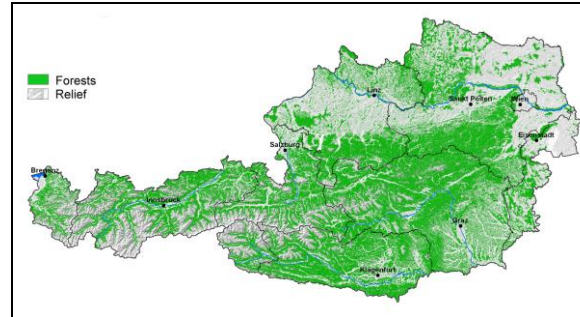 Forests
Relief
Linz
Sankt Pölten
Wien
Eisenstadt
Salzburg
Bregenz
Innsbruck
Graz
Klagenfurt